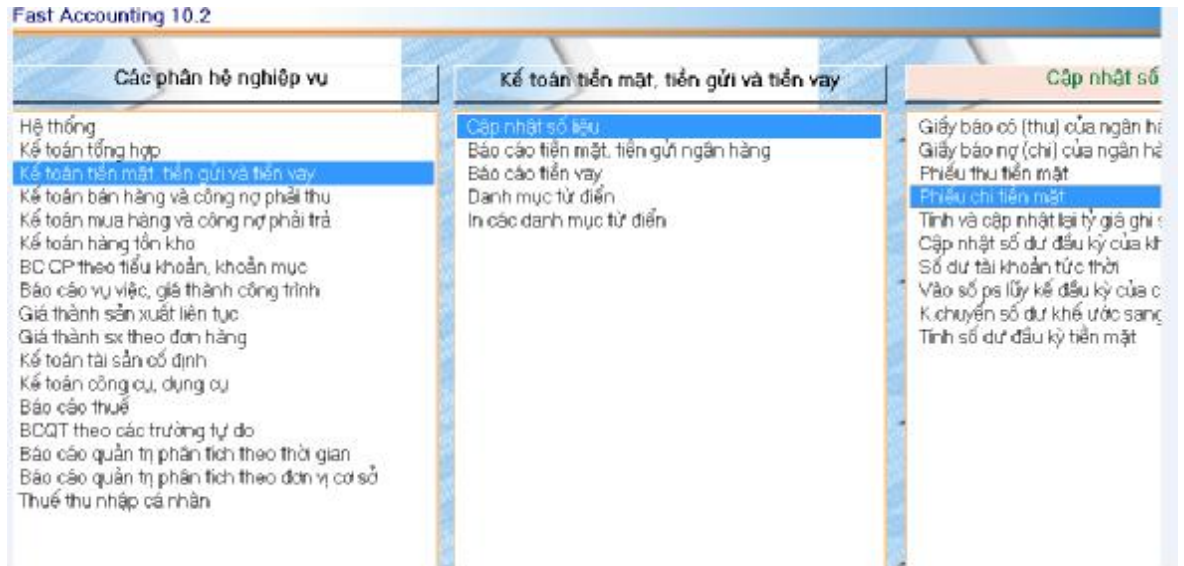 Fast Accounting 10.2
Các phân hệ nghiệp vụ
Hệ thống
Kế toán tổng hợp
Kế toán tiền mặt, tiền gửi và tiền vay
Kế toán bán hàng và công nợ phải thu
Kế toán mua hàng và công nợ phải trả
Kế toán hàng tồn kho
BC CP theo tiểu khoản, khoản mục
Báo cáo vụ việc, giá thành công trình
Giá thành sản xuất liên tục
Giá thành sx theo đơn hàng
Kế toán tài sản cố định
Kế toán công cụ, dụng cụ
Báo cáo thuế
BCQT theo các trường tự do
Báo cáo quản trị phân tích theo thời gian
Báo cáo quản trị phân tích theo đơn vị cơ sở
Thuế thu nhập cá nhân
Kế toán tiền mặt, tiền gửi và tiền vay
Cập nhật số liệu
Báo cáo tiền mặt, tiền gửi ngân hàng
Báo cáo tiền vay
Danh mục từ điển
In các danh mục từ điển
Cập nhật số
Giấy báo có (thu) của ngân hà
Giấy báo nợ (chi) của ngân hà
Phiếu thu tiền mặt
Phiếu chi tiền mặt
Tính và cập nhật lại tỷ giá ghi s
Cập nhật số dư đầu kỳ của kh
Số dư tài khoản tức thời
Vào số ps lũy kế đầu kỳ của c
K.chuyển số dư khế ước sang
Tính số dư đầu kỳ tiền mặt